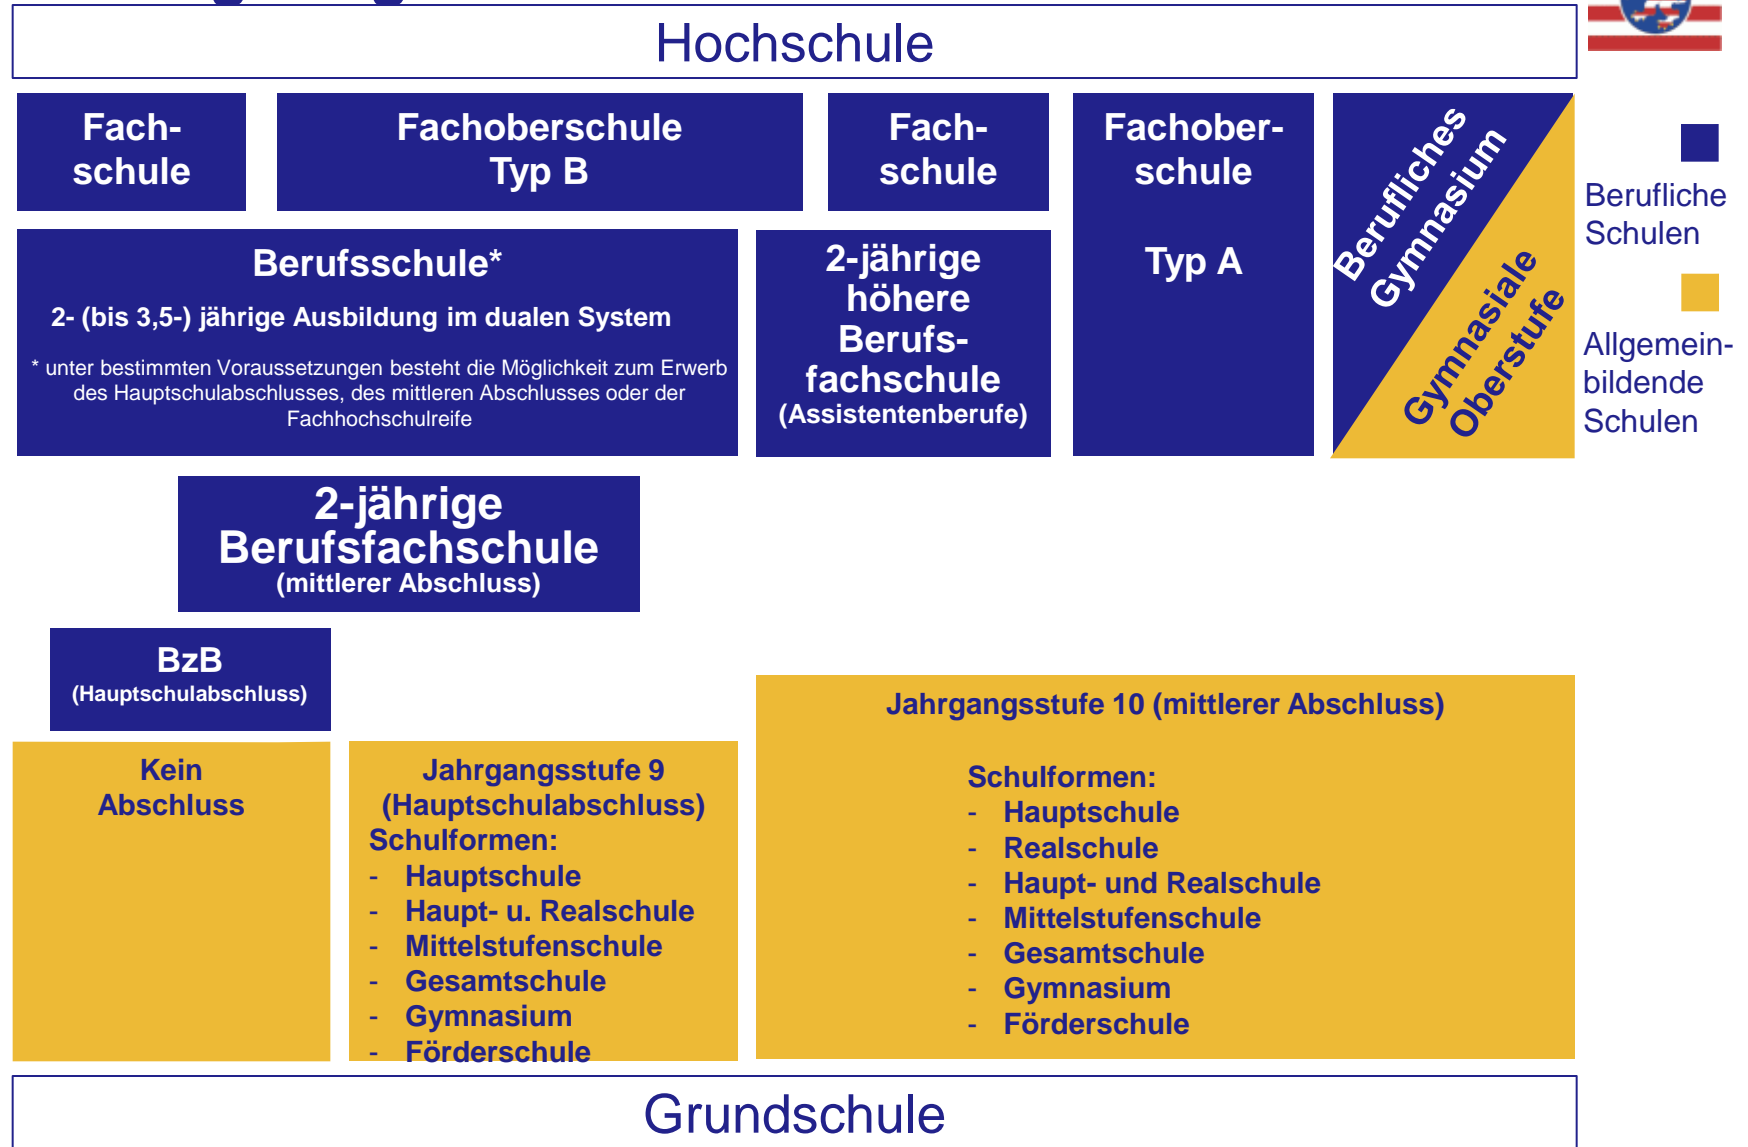 Hochschule
Fach-
schule
Fachoberschule
Typ B
Fach-
schule
Fachober-
schule
Typ A
Berufliches
Gymnasium
Gymnasiale
Oberstufe
Berufliche
Schulen
Allgemein-
bildende
Schulen
Berufsschule*
2- (bis 3,5-) jährige Ausbildung im dualen System
* unter bestimmten Voraussetzungen besteht die Möglichkeit zum Erwerb
des Hauptschulabschlusses, des mittleren Abschlusses oder der
Fachhochschulreife
2-jährige
höhere
Berufs-
fachschule
(Assistentenberufe)
2-jährige
Berufsfachschule
(mittlerer Abschluss)
BzB
(Hauptschulabschluss)
Kein
Abschluss
Jahrgangsstufe 9
(Hauptschulabschluss)
Schulformen:
- Hauptschule
- Haupt- u. Realschule
- Mittelstufenschule
- Gesamtschule
- Gymnasium
- Förderschule
Jahrgangsstufe 10 (mittlerer Abschluss)
Schulformen:
- Hauptschule
- Realschule
- Haupt- und Realschule
- Mittelstufenschule
- Gesamtschule
- Gymnasium
- Förderschule
Grundschule